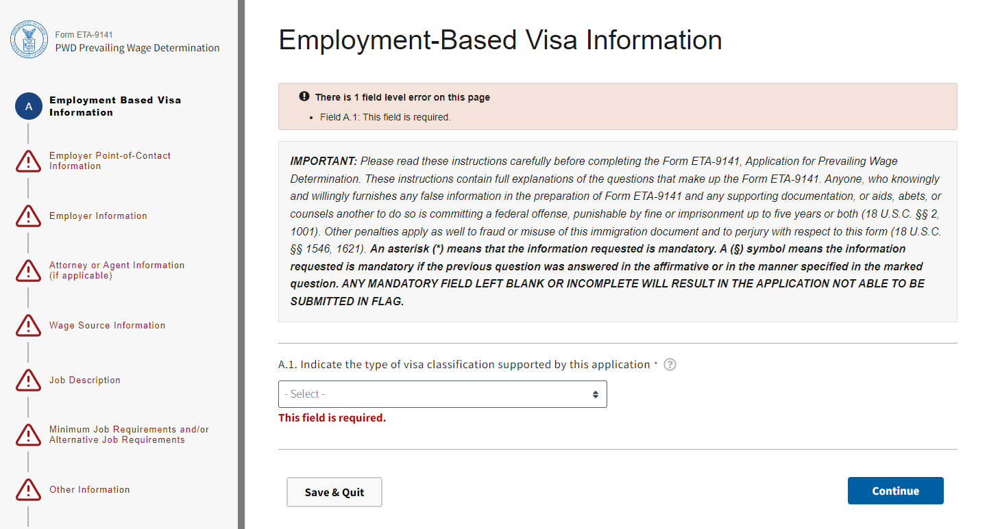 Form ETA-9141
PWD Prevailing Wage Determination
A
Employment Based Visa
Information
Employer Point-of-Contact
Information
Employer Information
Attorney or Agent Information
(if applicable)
Wage Source Information
Job Description
Minimum Job Requirements and/or
Alternative Job Requirements
Other Information
Employment-Based Visa Information
There is 1 field level error on this page
• Field A.1: This field is required.
IMPORTANT: Please read these instructions carefully before completing the Form ETA-9141, Application for Prevailing Wage
Determination. These instructions contain full explanations of the questions that make up the Form ETA-9141. Anyone, who knowingly
and willingly furnishes any false information in the preparation of Form ETA-9141 and any supporting documentation, or aids, abets, or
counsels another to do so is committing a federal offense, punishable by fine or imprisonment up to five years or both (18 U.S.C. §§ 2,
1001). Other penalties apply as well to fraud or misuse of this immigration document and to perjury with respect to this form (18 U.S.C.
§§ 1546, 1621). An asterisk (*) means that the information requested is mandatory. A (§) symbol means the information
requested is mandatory if the previous question was answered in the affirmative or in the manner specified in the marked
question. ANY MANDATORY FIELD LEFT BLANK OR INCOMPLETE WILL RESULT IN THE APPLICATION NOT ABLE TO BE
SUBMITTED IN FLAG.
A.1. Indicate the type of visa classification supported by this application * ?
- Select -
This field is required.
Save & Quit
Continue